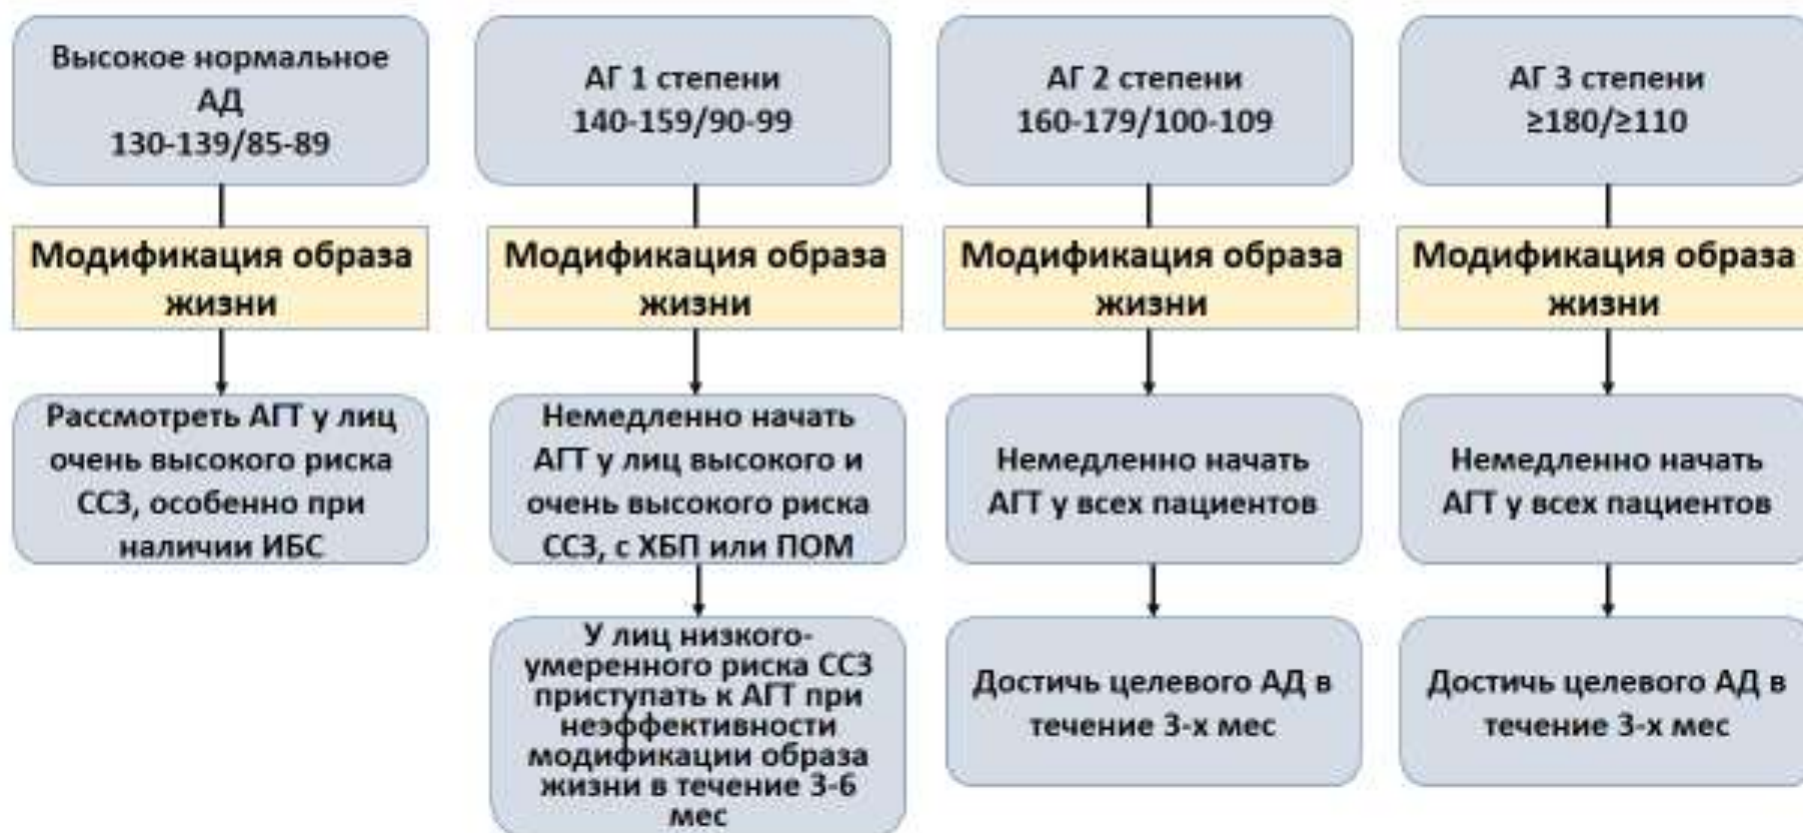 Высокое нормальное
АД
130-139/85-89
Модификация образа
жизни
Рассмотреть АГТ у лиц
очень высокого риска
ССЗ, особенно при
наличии ИБС
АГ 1 степени
140-159/90-99
Модификация образа
жизни
Немедленно начать
АГТ у лиц высокого и
очень высокого риска
ССЗ, с ХБП или ПОМ
У лиц низкого-
умеренного риска ССЗ
приступать к АГТ при
неэффективности
модификации образа
жизни в течение 3-6
мес
АГ 2 степени
160-179/100-109
Модификация образа
жизни
Немедленно начать
АГТ у всех пациентов
Достичь целевого АД в
течение 3-х мес
АГ 3 степени
≥180/≥110
Модификация образа
жизни
Немедленно начать
АГТ у всех пациентов
Достичь целевого АД в
течение 3-х мес